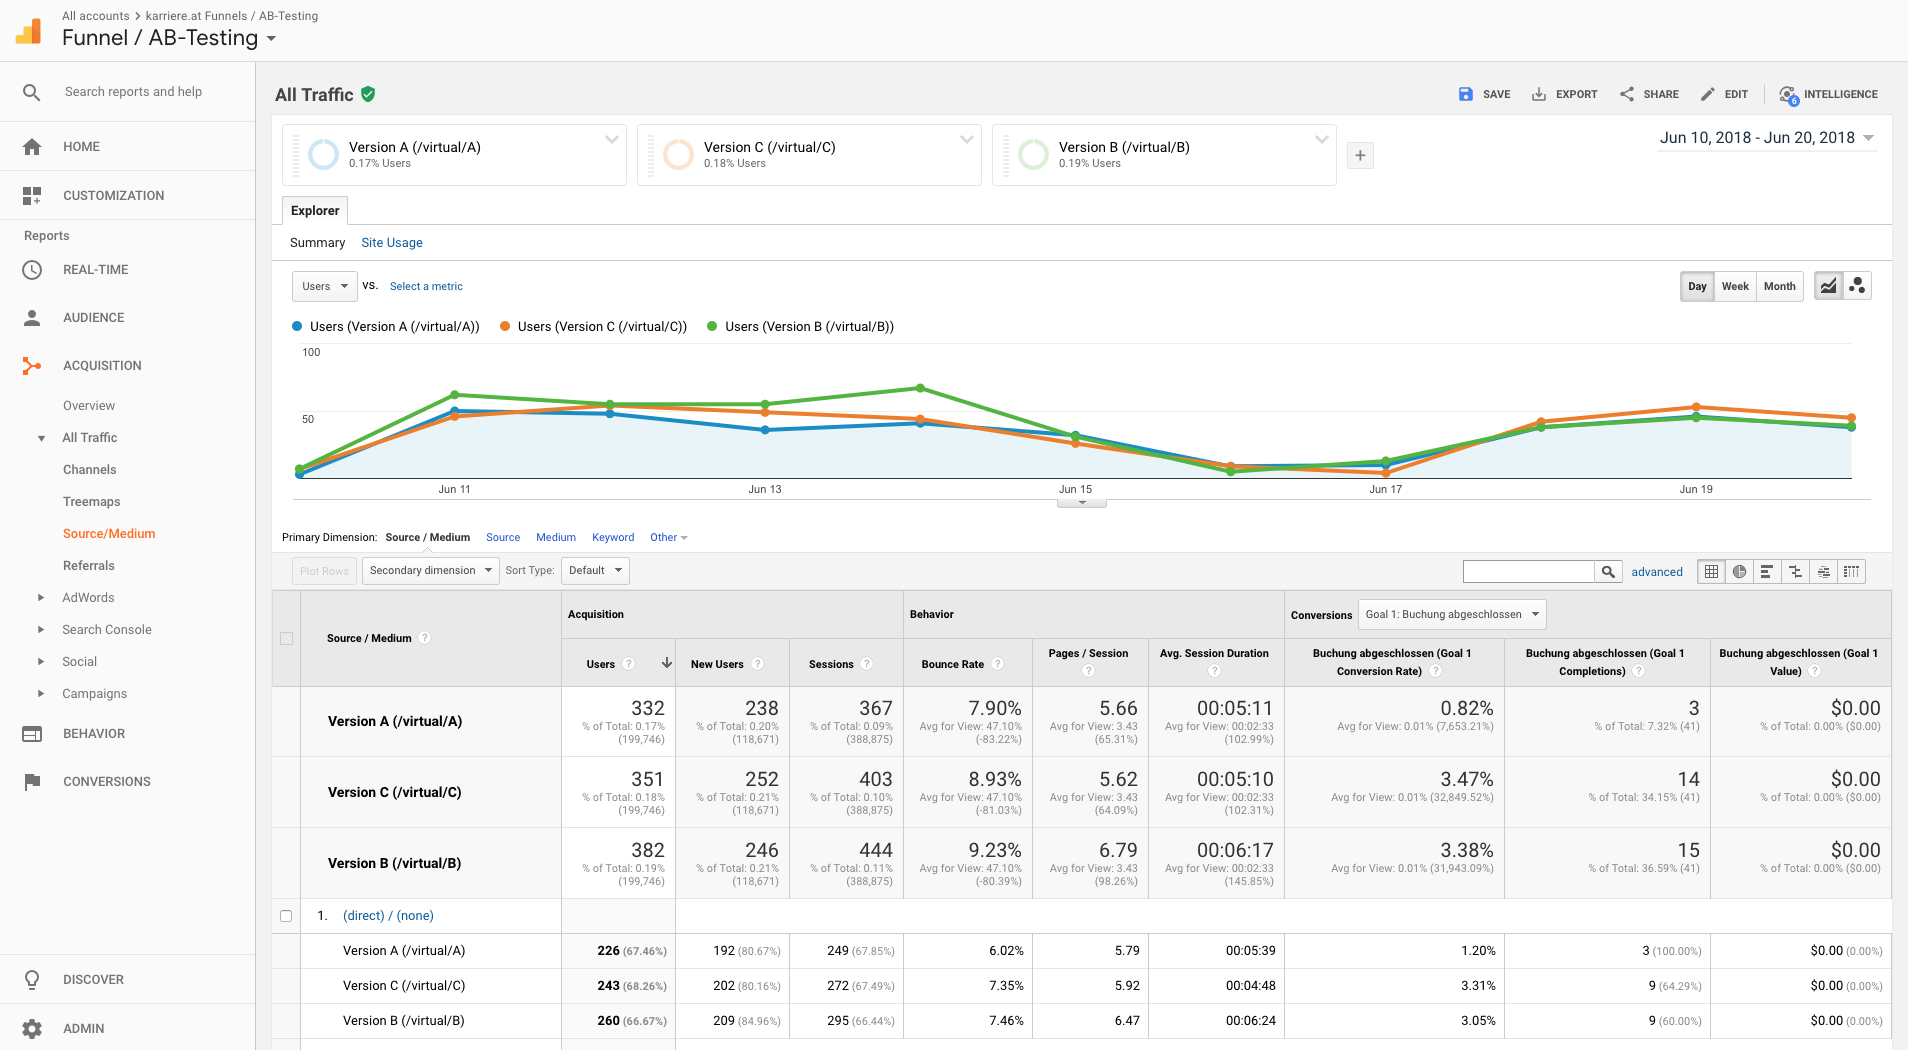 All accounts > karriere.at Funnels / AB-Testing
Funnel / AB-Testing
Search reports and help
HOME
CUSTOMIZATION
Reports
REAL-TIME
AUDIENCE
ACQUISITION
Overview
All Traffic
Channels
Treemaps
Source/Medium
Referrals
AdWords
Search Console
Social
Campaigns
BEHAVIOR
CONVERSIONS
DISCOVER
ADMIN
All Traffic
SAVE EXPORT SHARE EDIT 6 INTELLIGENCE
Version A (/virtual/A)
0.17% Users
Version C (/virtual/C)
0.18% Users
Version B (/virtual/B)
0.19% Users
+
Jun 10, 2018 - Jun 20, 2018
Explorer
Summary Site Usage
Users vs. Select a metric
Day Week Month
Users (Version A (/virtual/A)) Users (Version C (/virtual/C)) Users (Version B (/virtual/B))
100
50
Jun 11 Jun 13 Jun 15 Jun 17 Jun 19
Primary Dimension: Source / Medium Source Medium Keyword Other
Plot Rows Secondary dimension Sort Type: Default advanced
Source / Medium ?
Acquisition Behavior Conversions Goal 1: Buchung abgeschlossen
Users ? New Users ? Sessions ? Bounce Rate ? Pages / Session ? Avg. Session Duration ? Buchung abgeschlossen (Goal 1 Conversion Rate) ? Buchung abgeschlossen (Goal 1 Completions) ? Buchung abgeschlossen (Goal 1 Value) ?
Version A (/virtual/A) 332 238 367 7.90% 5.66 00:05:11 0.82% 3 $0.00
% of Total: 0.17% % of Total: 0.20% % of Total: 0.09% Avg for View: 47.10% Avg for View: 3.43 Avg for View: 00:02:33 Avg for View: 0.01% (7,653.21%) % of Total: 7.32% (41) % of Total: 0.00% ($0.00)
(199,746) (118,671) (388,875) (-83.22%) (65.31%) (102.99%)
Version C (/virtual/C) 351 252 403 8.93% 5.62 00:05:10 3.47% 14 $0.00
% of Total: 0.18% % of Total: 0.21% % of Total: 0.10% Avg for View: 47.10% Avg for View: 3.43 Avg for View: 00:02:33 Avg for View: 0.01% (32,849.52%) % of Total: 34.15% (41) % of Total: 0.00% ($0.00)
(199,746) (118,671) (388,875) (-81.03%) (64.09%) (102.31%)
Version B (/virtual/B) 382 246 444 9.23% 6.79 00:06:17 3.38% 15 $0.00
% of Total: 0.19% % of Total: 0.21% % of Total: 0.11% Avg for View: 47.10% Avg for View: 3.43 Avg for View: 00:02:33 Avg for View: 0.01% (31,943.09%) % of Total: 36.59% (41) % of Total: 0.00% ($0.00)
(199,746) (118,671) (388,875) (-80.39%) (98.26%) (145.85%)
1. (direct) / (none)
Version A (/virtual/A) 226 (67.46%) 192 (80.67%) 249 (67.85%) 6.02% 5.79 00:05:39 1.20% 3 (100.00%) $0.00 (0.00%)
Version C (/virtual/C) 243 (68.26%) 202 (80.16%) 272 (67.49%) 7.35% 5.92 00:04:48 3.31% 9 (64.29%) $0.00 (0.00%)
Version B (/virtual/B) 260 (66.67%) 209 (84.96%) 295 (66.44%) 7.46% 6.47 00:06:24 3.05% 9 (60.00%) $0.00 (0.00%)